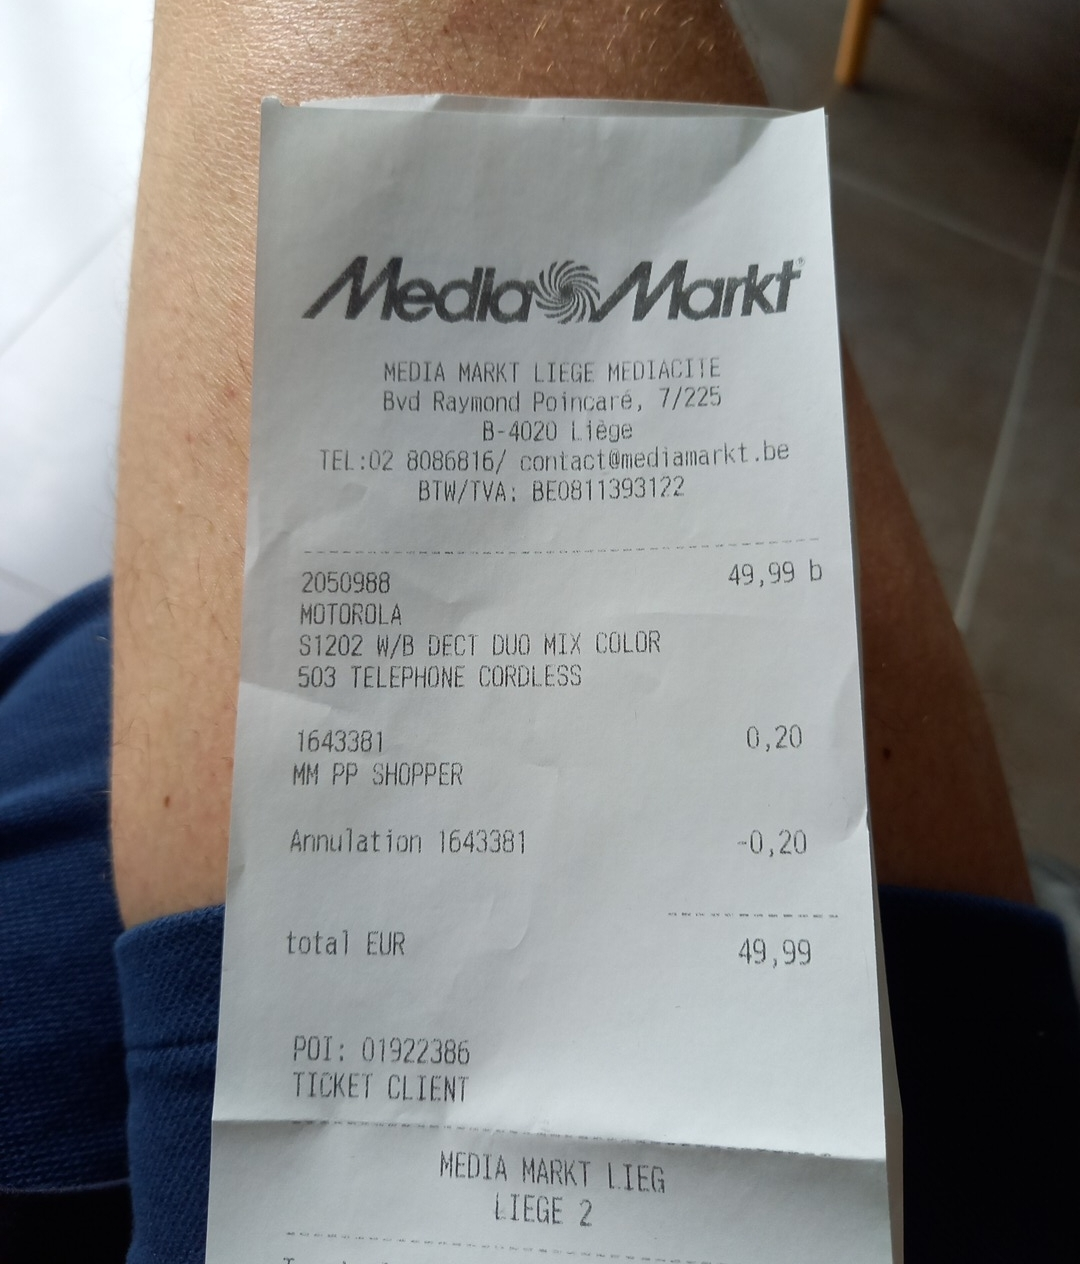 Media Markt®
MEDIA MARKT LIEGE MEDIACITE
Bvd Raymond Poincaré, 7/225
B-4020 Liège
TEL:02 8086816/ contact@mediamarkt.be
BTW/TVA: BE0811393122
2050988 49,99 b
MOTOROLA
S1202 W/B DECT DUO MIX COLOR
503 TELEPHONE CORDLESS
1643381 0,20
MM PP SHOPPER
Annulation 1643381 -0,20
total EUR 49,99
POI: 01922386
TICKET CLIENT
MEDIA MARKT LIEG
LIEGE 2